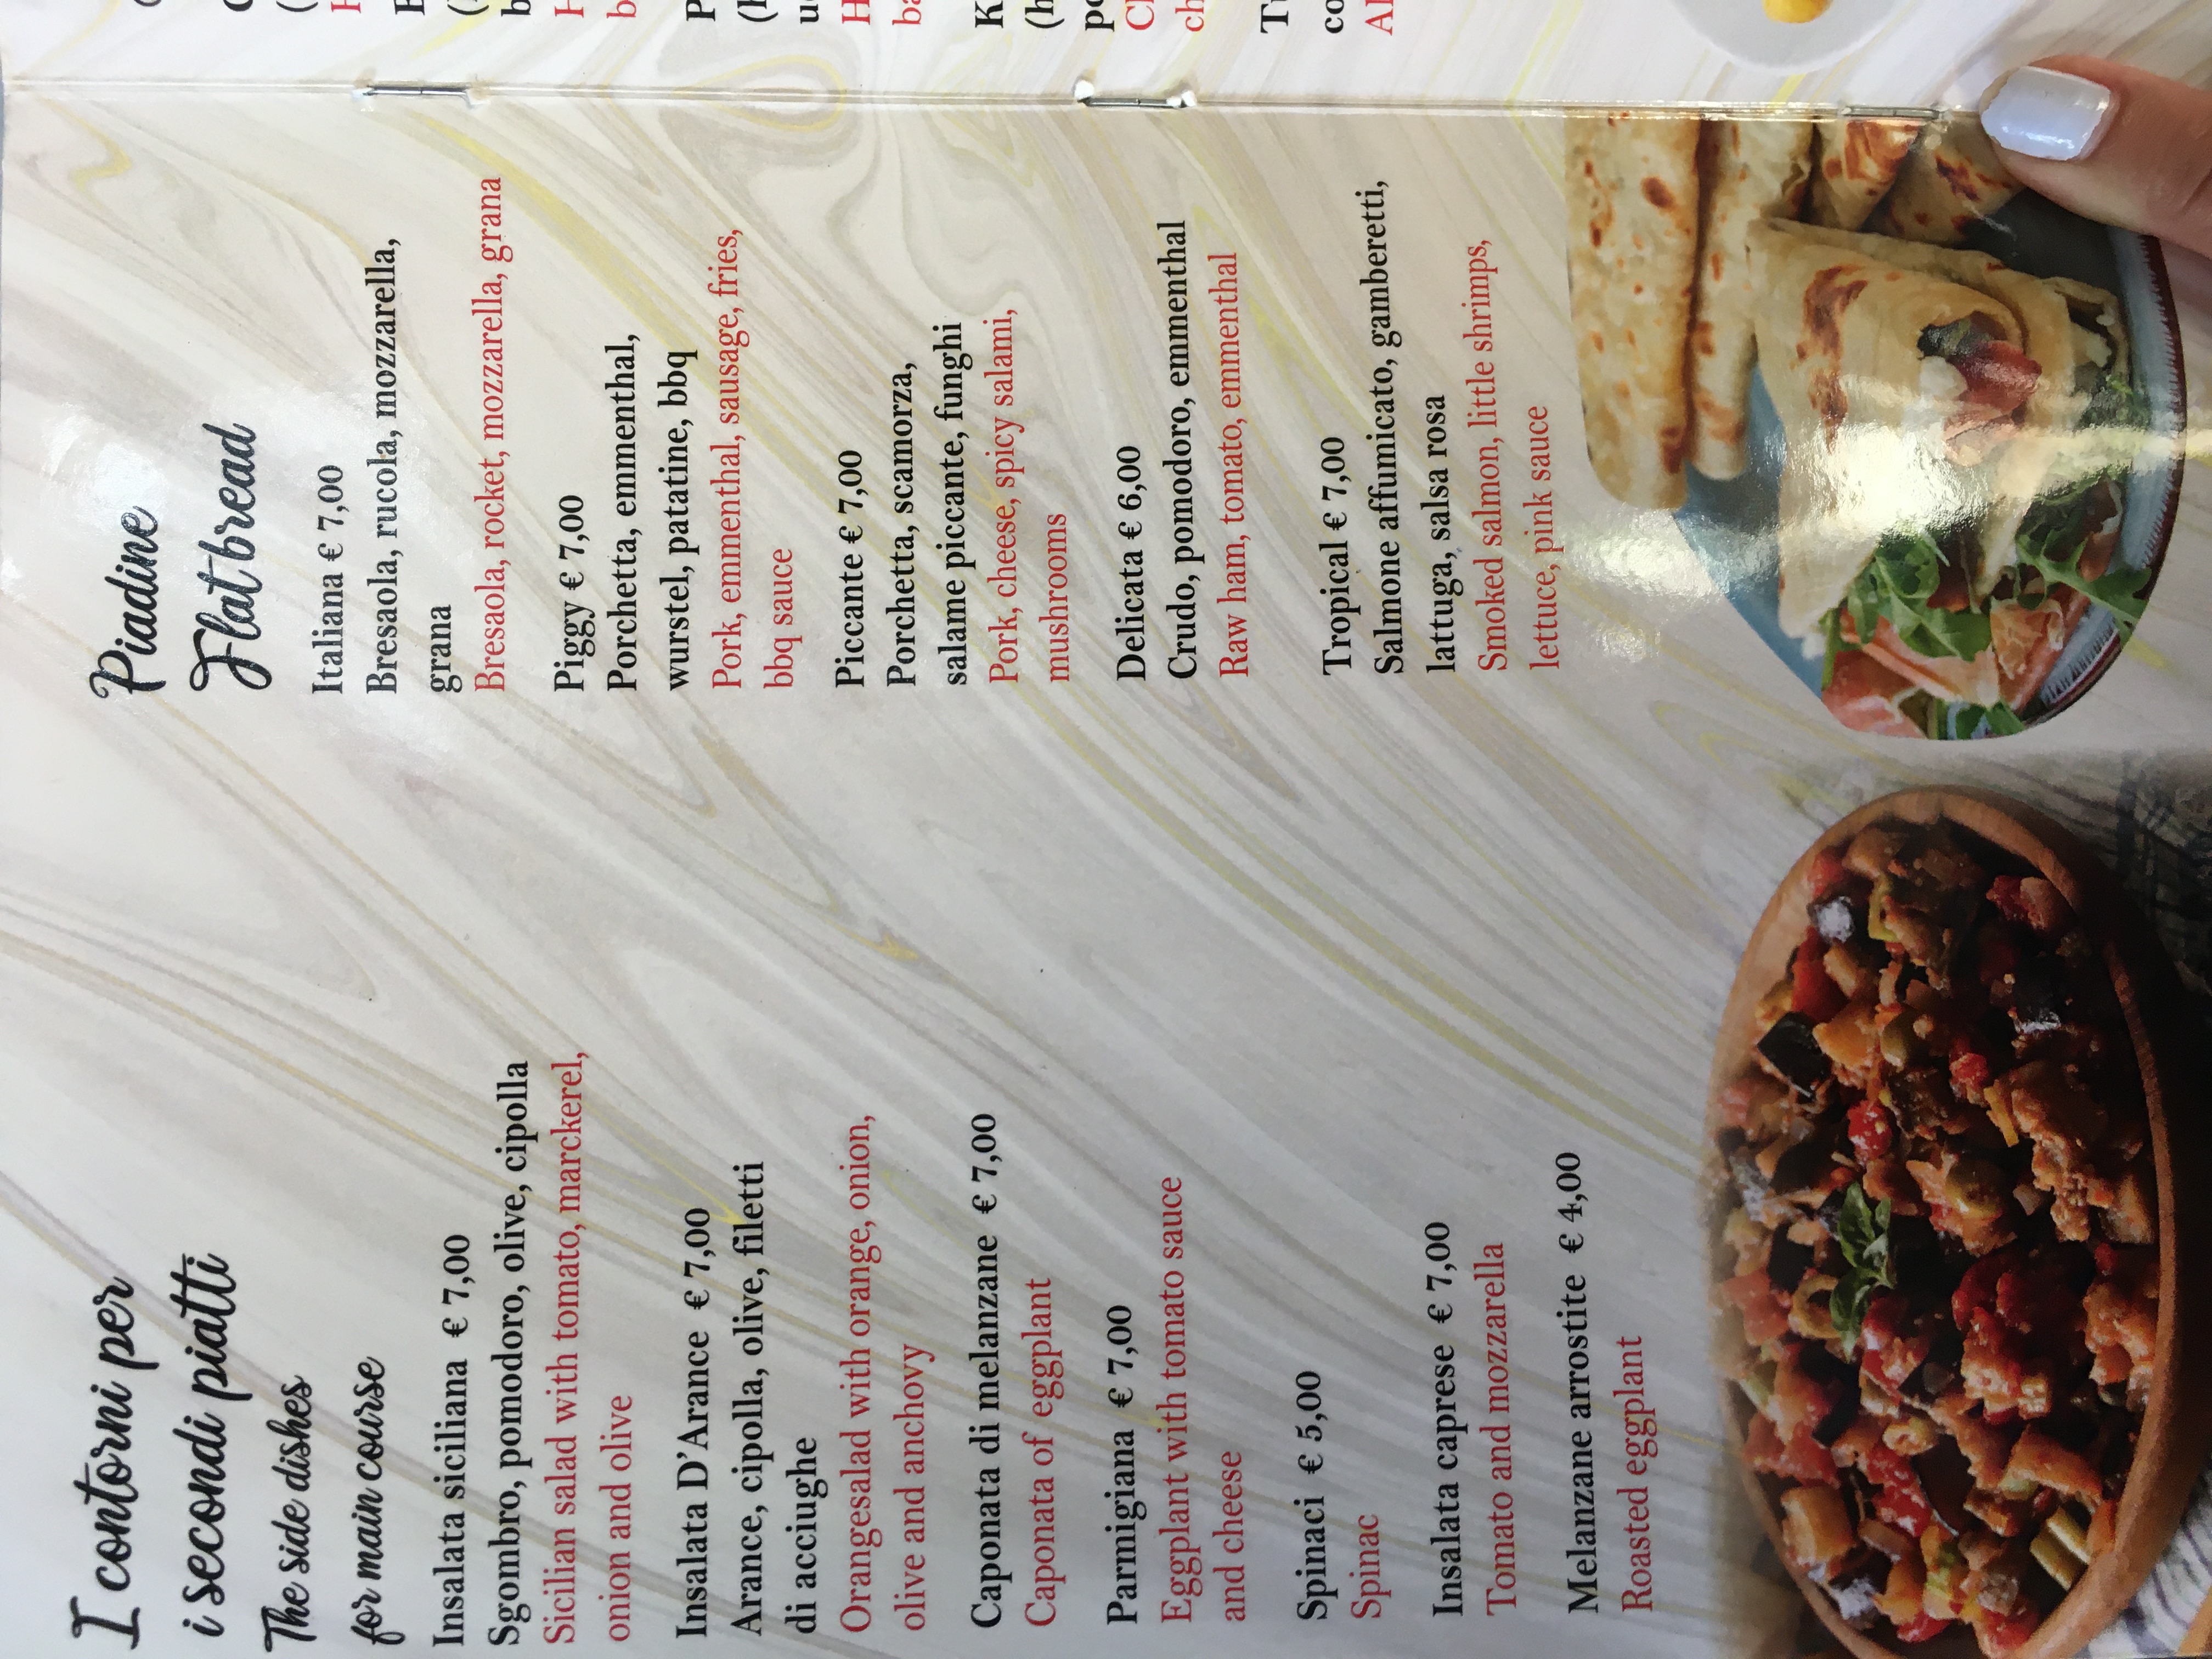 I contorni per
i secondi piatti
The side dishes
for main course
Insalata siciliana € 7,00
Sgombro, pomodoro, olive, cipolla
Sicilian salad with tomato, marckerel,
onion and olive
Insalata D'Arance € 7,00
Arance, cipolla, olive, filetti
di acciughe
Orangesalad with orange, onion,
olive and anchovy
Caponata di melanzane € 7,00
Caponata of eggplant
Parmigiana € 7,00
Eggplant with tomato sauce
and cheese
Spinaci € 5,00
Spinac
Insalata caprese € 7,00
Tomato and mozzarella
Melanzane arrostite € 4,00
Roasted eggplant
Piadine
Flat bread
Italiana € 7,00
Bresaola, rucola, mozzarella,
grana
Bresaola, rocket, mozzarella, grana
Piggy € 7,00
Porchetta, emmenthal,
wurstel, patatine, bbq
Pork, emmenthal, sausage, fries,
bbq sauce
Piccante € 7,00
Porchetta, scamorza,
salame piccante, funghi
Pork, cheese, spicy salami,
mushrooms
Delicata € 6,00
Crudo, pomodoro, emmenthal
Raw ham, tomato, emmenthal
Tropical € 7,00
Salmone affumicato, gamberetti,
lattuga, salsa rosa
Smoked salmon, little shrimps,
lettuce, pink sauce